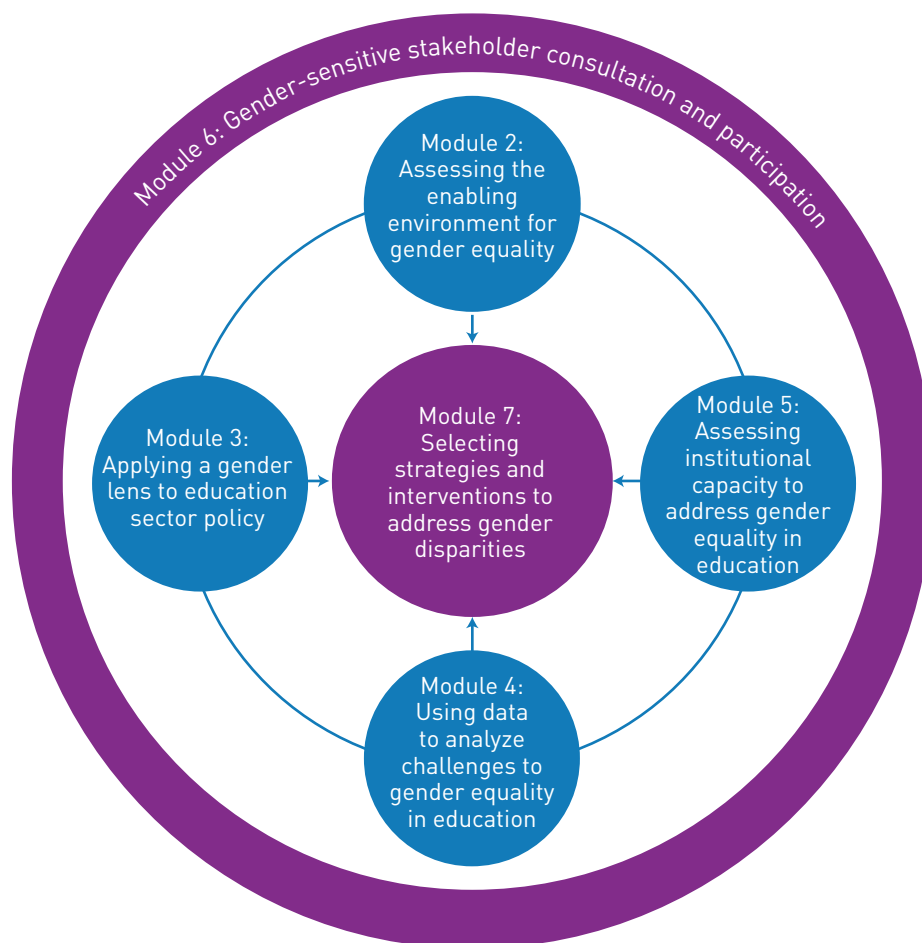 Module 6: Gender-sensitive stakeholder consultation and participation
Module 2:
Assessing the
enabling
environment for
gender equality
Module 3:
Applying a gender
lens to education
sector policy
Module 7:
Selecting
strategies and
interventions to
address gender
disparities
Module 5:
Assessing
institutional
capacity to
address gender
equality in
education
Module 4:
Using data
to analyze
challenges to
gender equality
in education